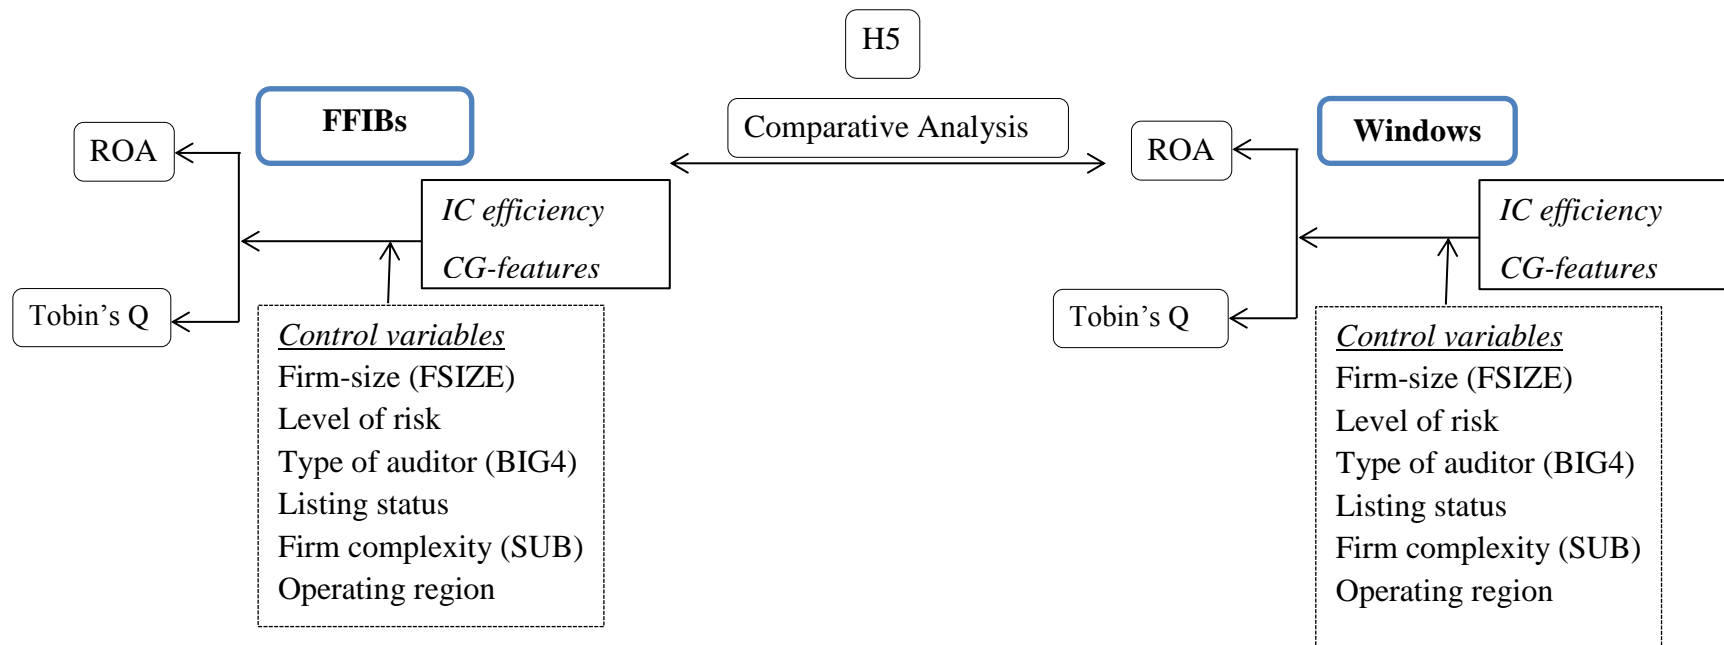 H5
FFIBs
Comparative Analysis
Windows
ROA
ROA
IC efficiency
CG-features
IC efficiency
CG-features
Tobin’s Q
Tobin’s Q
Control variables
Firm-size (FSIZE)
Level of risk
Type of auditor (BIG4)
Listing status
Firm complexity (SUB)
Operating region
Control variables
Firm-size (FSIZE)
Level of risk
Type of auditor (BIG4)
Listing status
Firm complexity (SUB)
Operating region